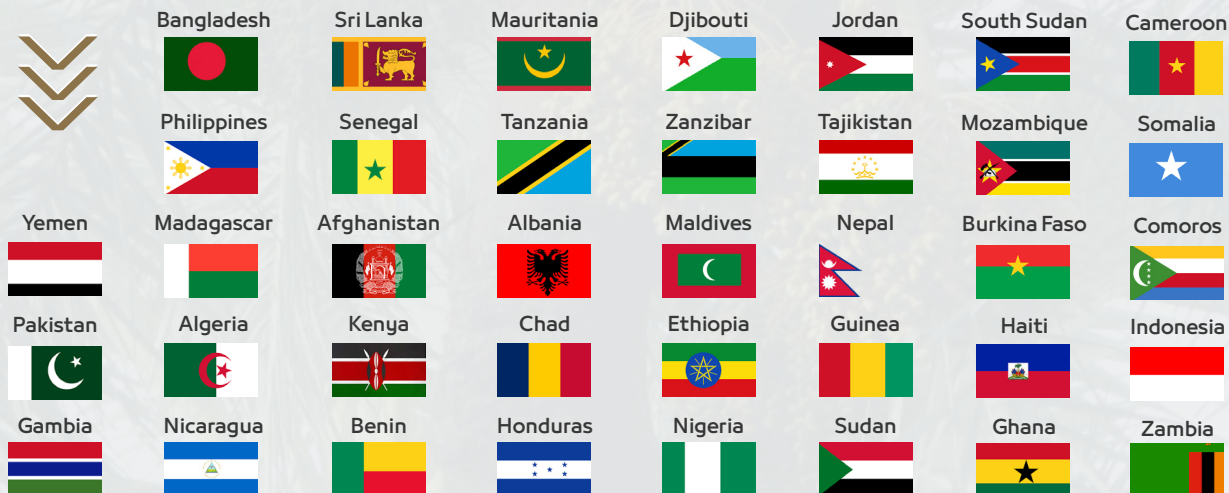 Bangladesh Sri Lanka Mauritania Djibouti Jordan South Sudan Cameroon
Philippines Senegal Tanzania Zanzibar Tajikistan Mozambique Somalia
Yemen Madagascar Afghanistan Albania Maldives Nepal Burkina Faso Comoros
Pakistan Algeria Kenya Chad Ethiopia Guinea Haiti Indonesia
Gambia Nicaragua Benin Honduras Nigeria Sudan Ghana Zambia